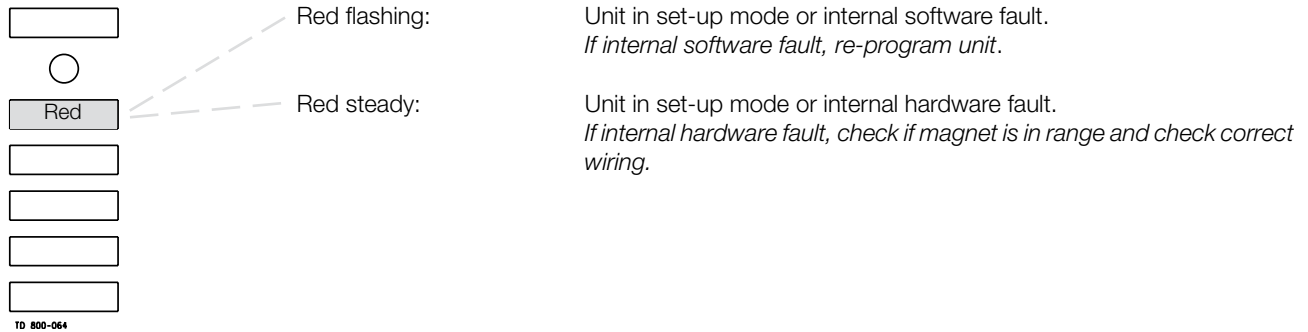 Red flashing: Unit in set-up mode or internal software fault.
If internal software fault, re-program unit.
Red
Red steady: Unit in set-up mode or internal hardware fault.
If internal hardware fault, check if magnet is in range and check correct
wiring.
TD 800-064